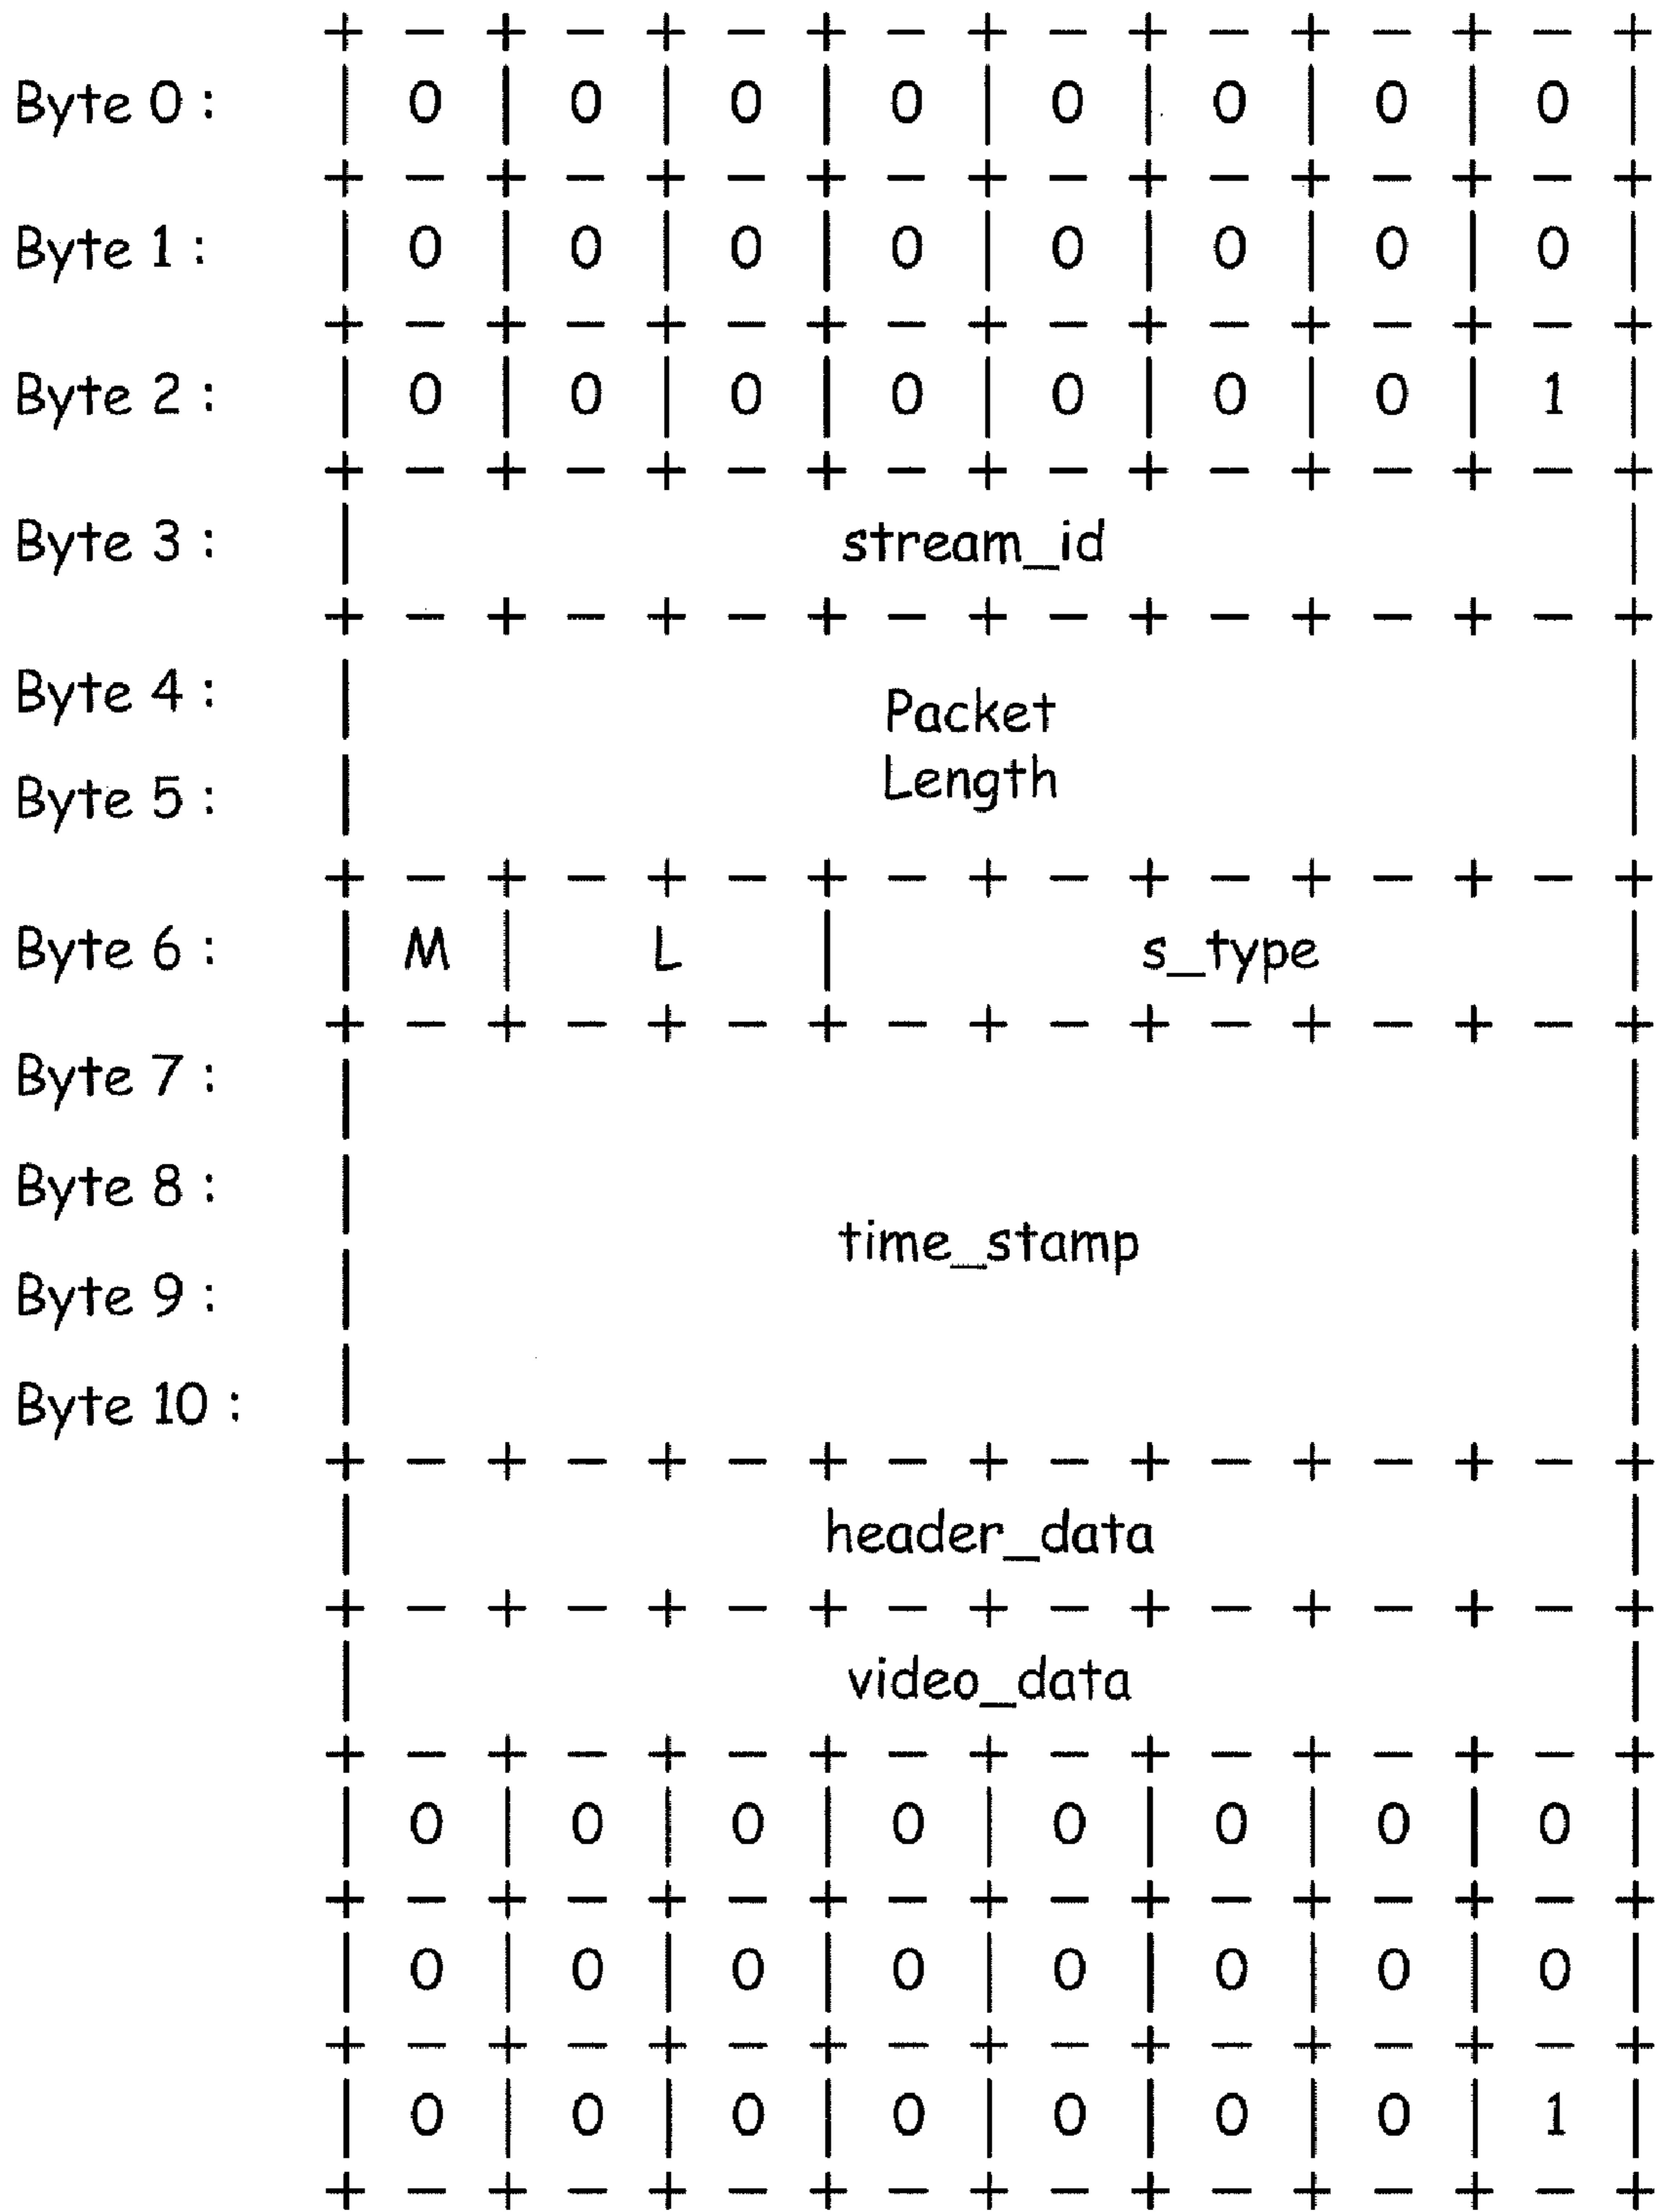 + - + - + - + - + - + - + - + - +
Byte 0 : | 0 | 0 | 0 | 0 | 0 | 0 | 0 | 0 |
+ - + - + - + - + - + - + - + - +
Byte 1 : | 0 | 0 | 0 | 0 | 0 | 0 | 0 | 0 |
+ - + - + - + - + - + - + - + - +
Byte 2 : | 0 | 0 | 0 | 0 | 0 | 0 | 0 | 1 |
+ - + - + - + - + - + - + - + - +
Byte 3 : | stream_id |
+ - + - + - + - + - + - + - + - +
Byte 4 : | Packet |
Byte 5 : | Length |
+ - + - + - + - + - + - + - + - +
Byte 6 : | M | L | s_type |
+ - + - + - + - + - + - + - + - +
Byte 7 : | |
Byte 8 : | |
time_stamp
Byte 9 : | |
Byte 10 : | |
+ - + - + - + - + - + - + - + - +
| header_data |
+ - + - + - + - + - + - + - + - +
| video_data |
+ - + - + - + - + - + - + - + - +
| 0 | 0 | 0 | 0 | 0 | 0 | 0 | 0 |
+ - + - + - + - + - + - + - + - +
| 0 | 0 | 0 | 0 | 0 | 0 | 0 | 0 |
+ - + - + - + - + - + - + - + - +
| 0 | 0 | 0 | 0 | 0 | 0 | 0 | 1 |
+ - + - + - + - + - + - + - + - +